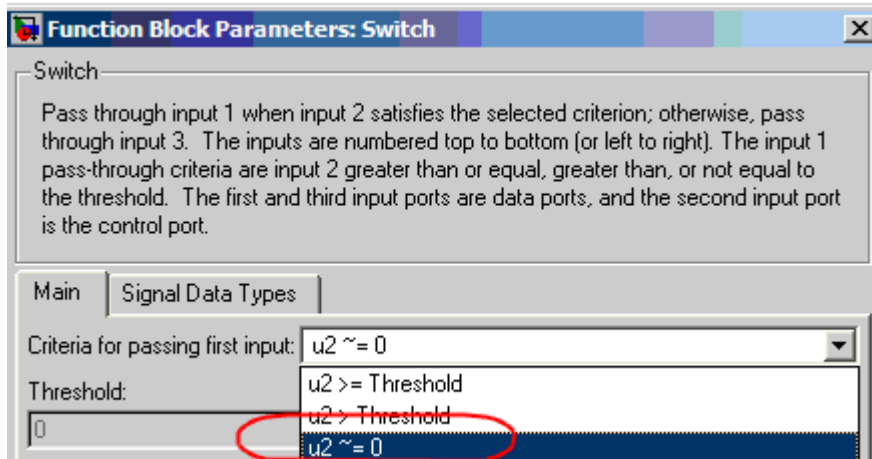 Function Block Parameters: Switch
Switch
Pass through input 1 when input 2 satisfies the selected criterion; otherwise, pass
through input 3. The inputs are numbered top to bottom (or left to right). The input 1
pass-through criteria are input 2 greater than or equal, greater than, or not equal to
the threshold. The first and third input ports are data ports, and the second input port
is the control port.
Main
Signal Data Types
Criteria for passing first input:
u2 ~= 0
Threshold:
0
u2 >= Threshold
u2 > Threshold
u2 ~= 0